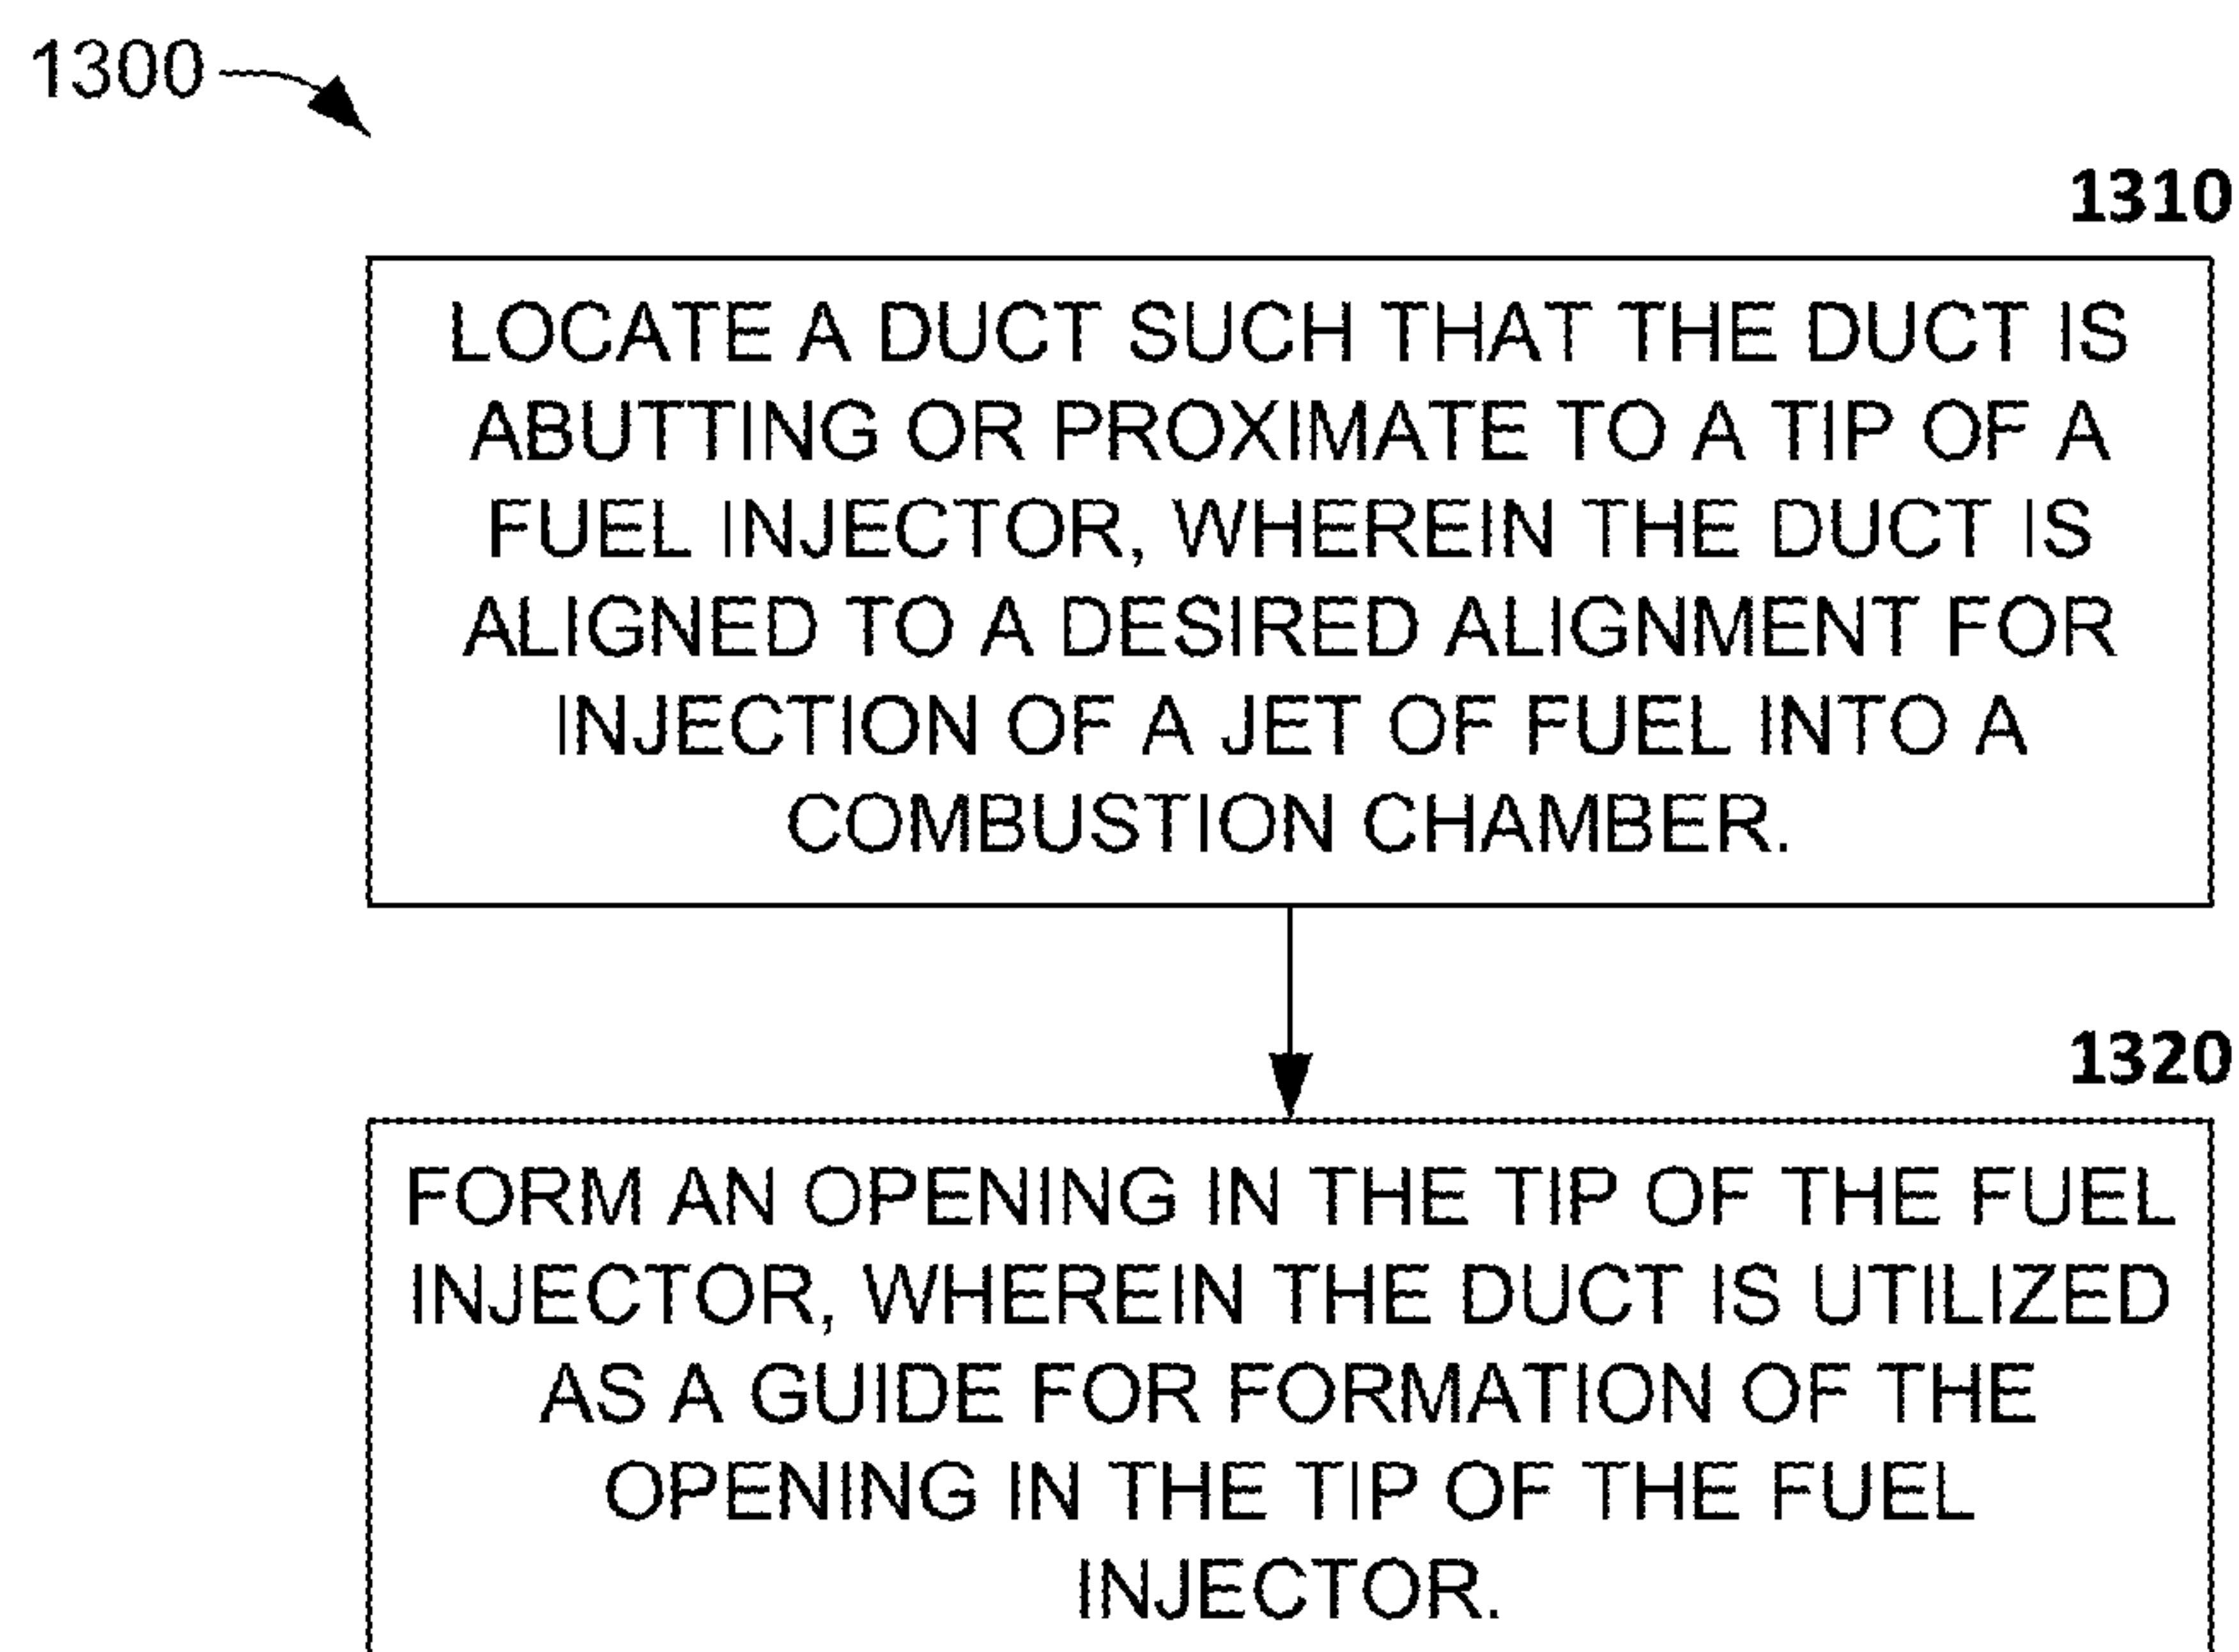 1300
1310
LOCATE A DUCT SUCH THAT THE DUCT IS
ABUTTING OR PROXIMATE TO A TIP OF A
FUEL INJECTOR, WHEREIN THE DUCT IS
ALIGNED TO A DESIRED ALIGNMENT FOR
INJECTION OF A JET OF FUEL INTO A
COMBUSTION CHAMBER.
1320
FORM AN OPENING IN THE TIP OF THE FUEL
INJECTOR, WHEREIN THE DUCT IS UTILIZED
AS A GUIDE FOR FORMATION OF THE
OPENING IN THE TIP OF THE FUEL
INJECTOR.